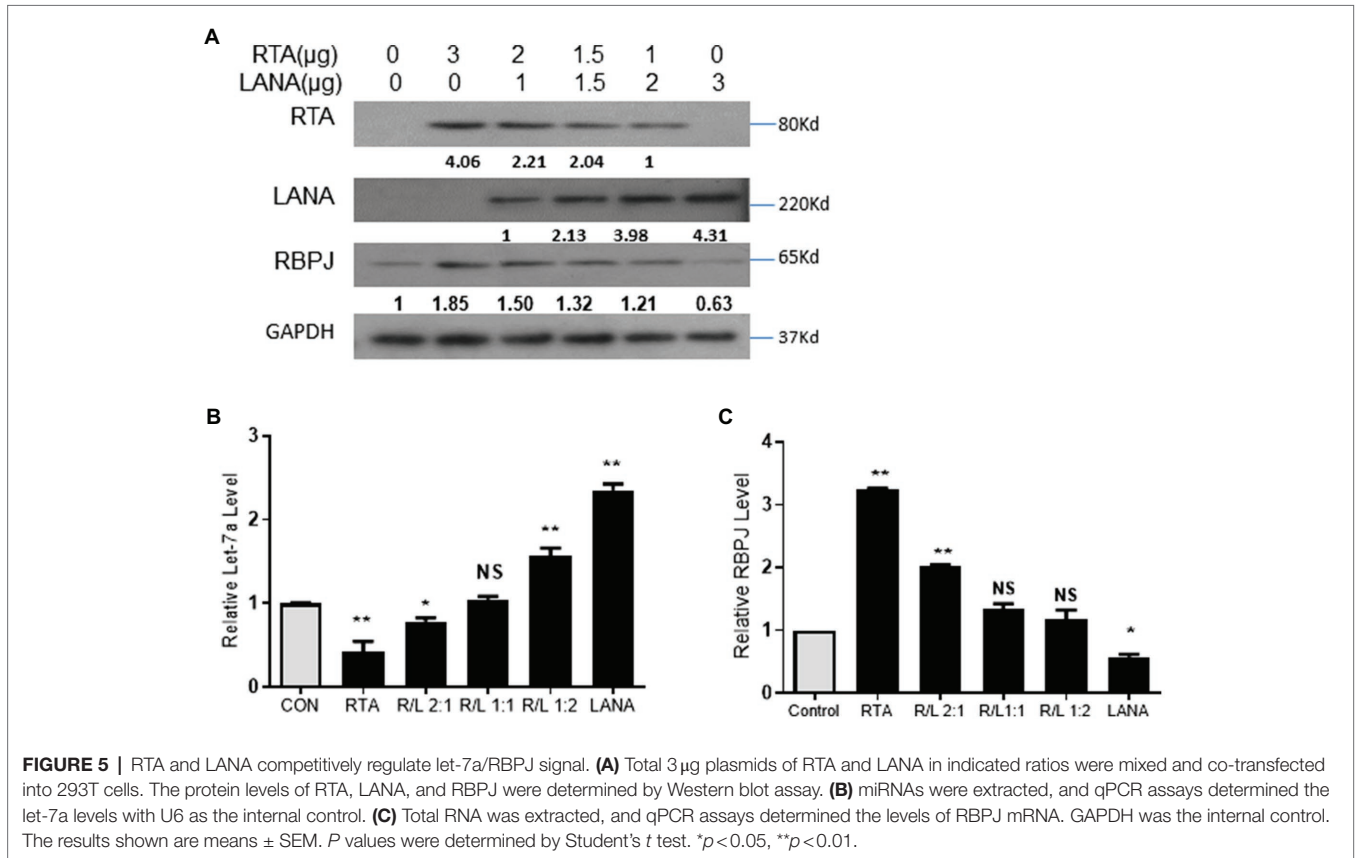 A
RTA(μg) 0 3 2 1.5 1 0
LANA(μg) 0 0 1 1.5 2 3
RTA 80Kd
4.06 2.21 2.04 1
LANA 220Kd
1 2.13 3.98 4.31
RBPJ 65Kd
1 1.85 1.50 1.32 1.21 0.63
GAPDH 37Kd
B
Relative Let-7a Level
3
2
1
0
** * NS ** **
CON RTA R/L 2:1 R/L 1:1 R/L 1:2 LANA
C
Relative RBPJ Level
4
3
2
1
0
** ** NS NS *
Control RTA R/L 2:1 R/L1:1 R/L 1:2 LANA
FIGURE 5 | RTA and LANA competitively regulate let-7a/RBPJ signal. (A) Total 3 μg plasmids of RTA and LANA in indicated ratios were mixed and co-transfected
into 293T cells. The protein levels of RTA, LANA, and RBPJ were determined by Western blot assay. (B) miRNAs were extracted, and qPCR assays determined the
let-7a levels with U6 as the internal control. (C) Total RNA was extracted, and qPCR assays determined the levels of RBPJ mRNA. GAPDH was the internal control.
The results shown are means ± SEM. P values were determined by Student's t test. *p<0.05, **p<0.01.